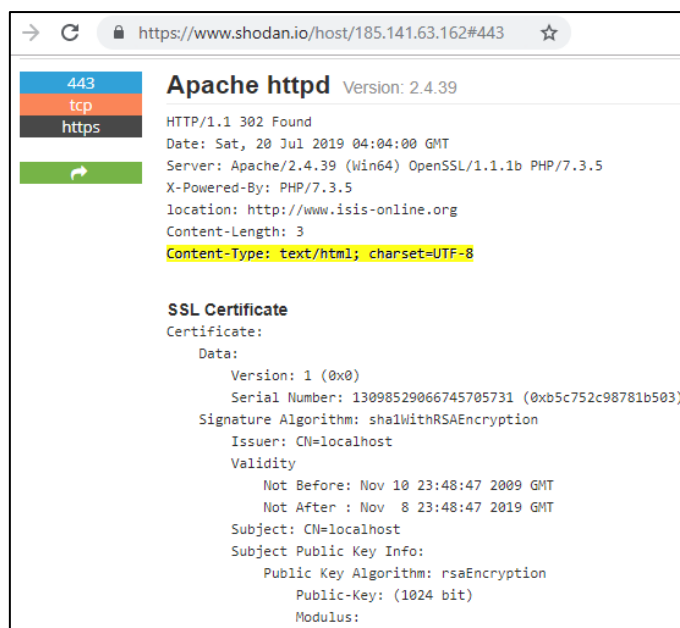 https://www.shodan.io/host/185.141.63.162#443
443
tcp
https
Apache httpd Version: 2.4.39
HTTP/1.1 302 Found
Date: Sat, 20 Jul 2019 04:04:00 GMT
Server: Apache/2.4.39 (Win64) OpenSSL/1.1.1b PHP/7.3.5
X-Powered-By: PHP/7.3.5
location: http://www.isis-online.org
Content-Length: 3
Content-Type: text/html; charset=UTF-8
SSL Certificate
Certificate:
Data:
Version: 1 (0x0)
Serial Number: 13098529066745705731 (0xb5c752c98781b503)
Signature Algorithm: sha1WithRSAEncryption
Issuer: CN=localhost
Validity
Not Before: Nov 10 23:48:47 2009 GMT
Not After : Nov  8 23:48:47 2019 GMT
Subject: CN=localhost
Subject Public Key Info:
Public Key Algorithm: rsaEncryption
Public-Key: (1024 bit)
Modulus: